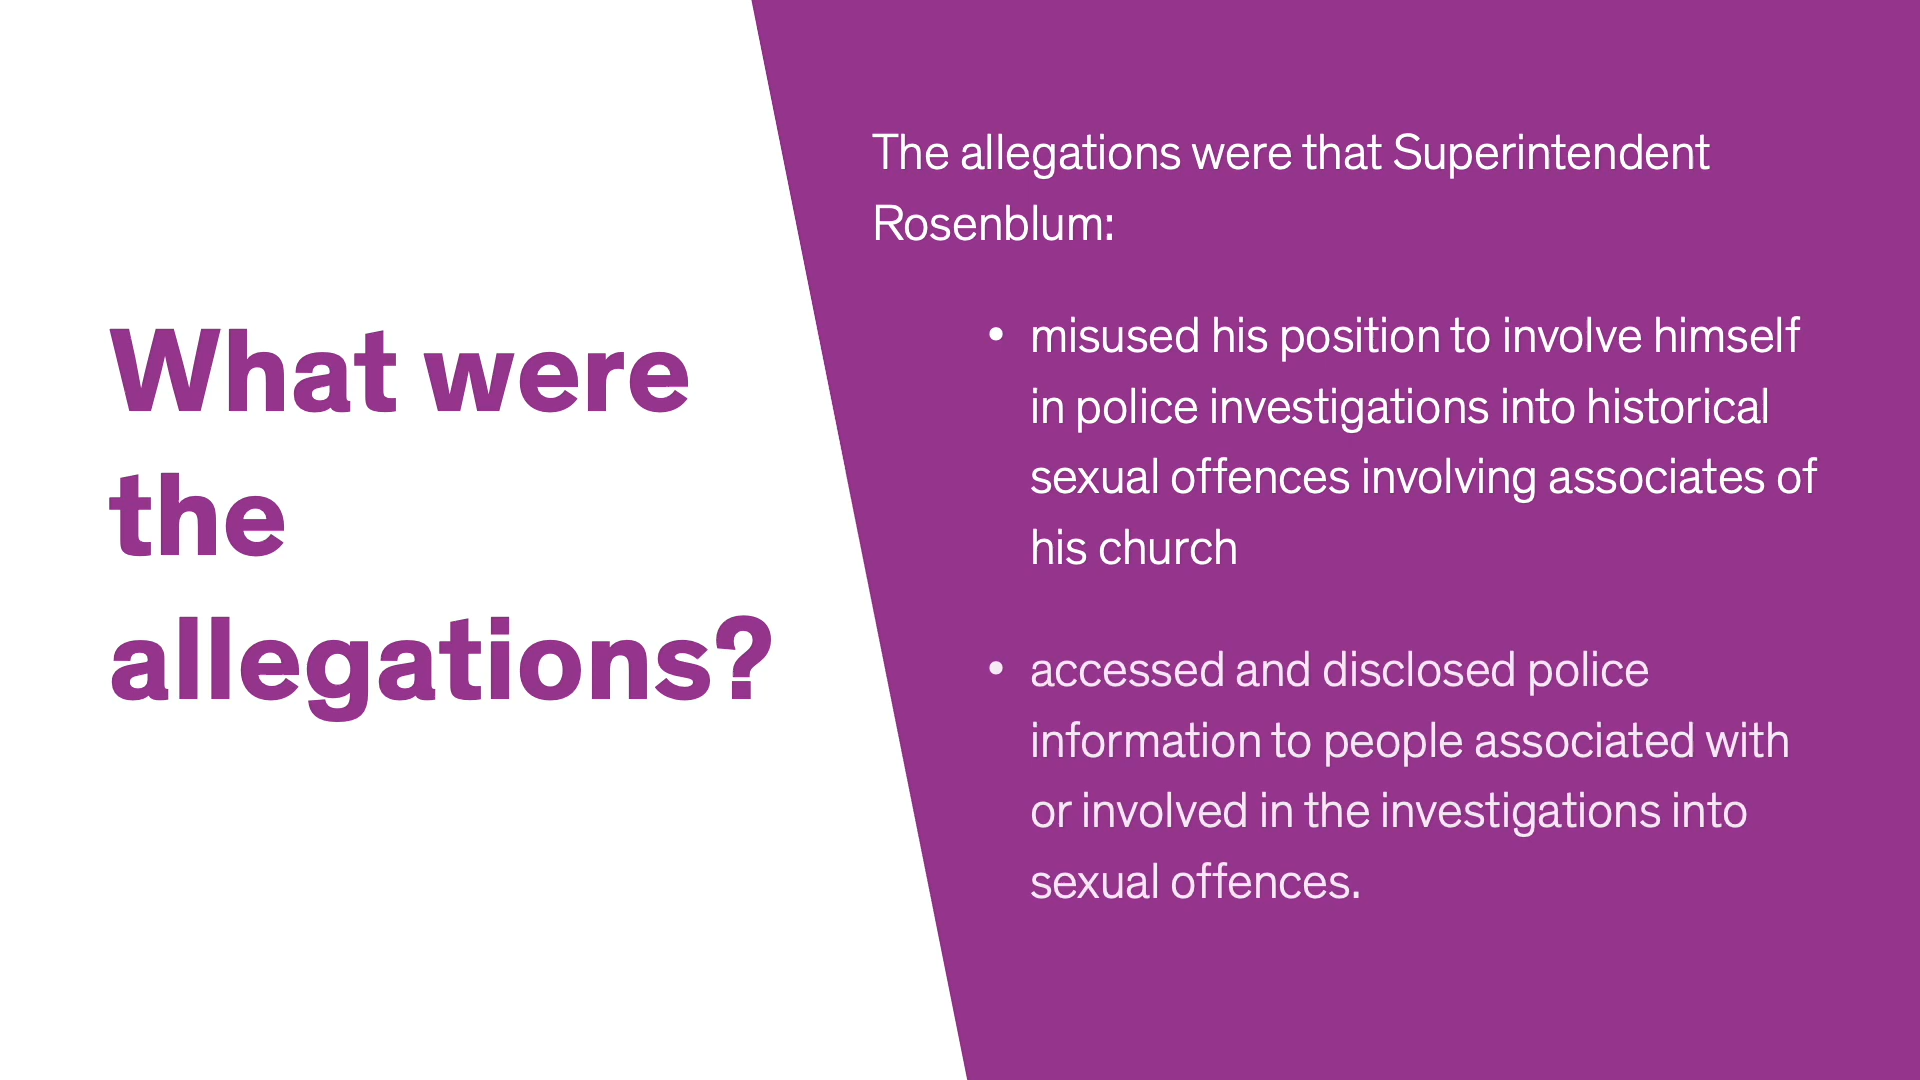 What were
the
allegations?
The allegations were that Superintendent
Rosenblum:
• misused his position to involve himself
in police investigations into historical
sexual offences involving associates of
his church
• accessed and disclosed police
information to people associated with
or involved in the investigations into
sexual offences.